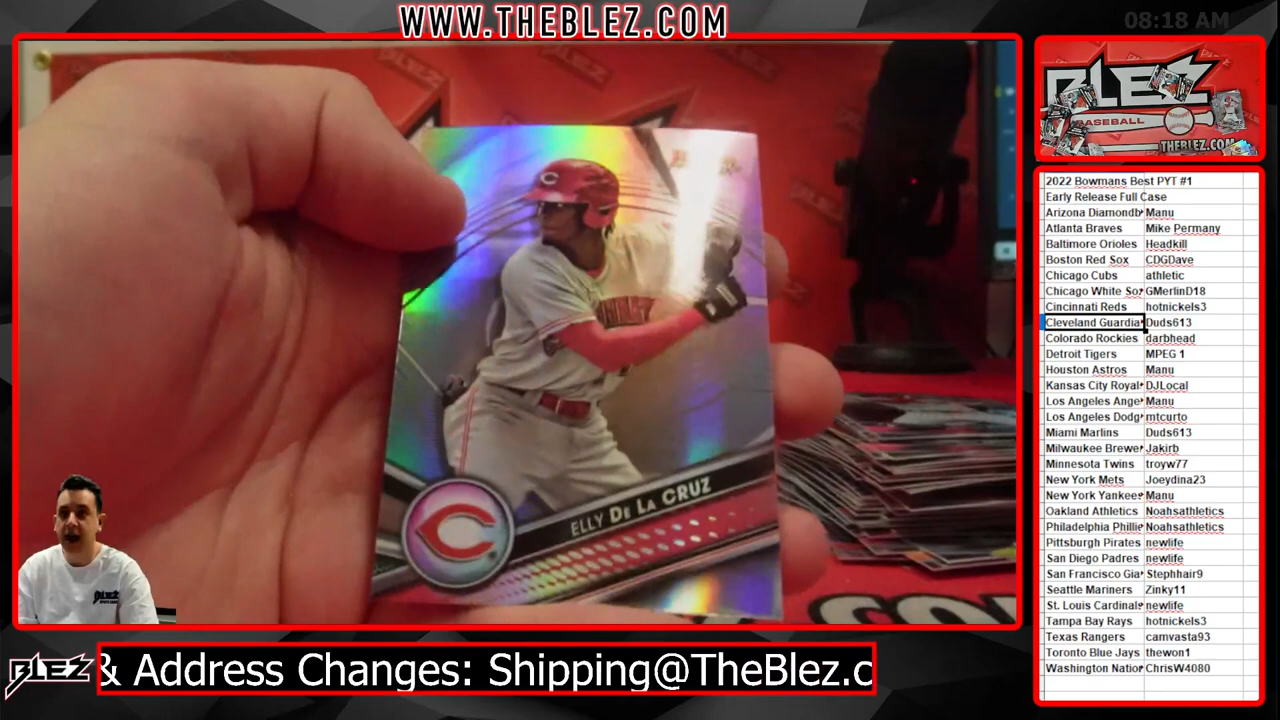 WWW.THEBLEZ.COM
08:18 AM
BLEZ
BASEBALL
THEBLEZ.COM
BLEZ
ELLY DE LA CRUZ
C
C
2022 Bowmans Best PYT #1
Early Release Full Case
Arizona Diamondb Manu
Atlanta Braves Mike Permany
Baltimore Orioles Headkill
Boston Red Sox CDGDave
Chicago Cubs athletic
Chicago White Sox GMerlinD18
Cincinnati Reds hotnickels3
Cleveland Guardia Duds613
Colorado Rockies darbhead
Detroit Tigers MPEG 1
Houston Astros Manu
Kansas City Royal DJLocal
Los Angeles Ange Manu
Los Angeles Dodg mtcurto
Miami Marlins Duds613
Milwaukee Brewe Jakirb
Minnesota Twins troyw77
New York Mets Joeydina23
New York Yankees Manu
Oakland Athletics Noahsathletics
Philadelphia Phillie Noahsathletics
Pittsburgh Pirates newlife
San Diego Padres newlife
San Francisco Gia Stephhair9
Seattle Mariners Zinky11
St. Louis Cardinals newlife
Tampa Bay Rays hotnickels3
Texas Rangers camvasta93
Toronto Blue Jays thewon1
Washington Nation ChrisW4080
BLEZ
BLEZ
& Address Changes: Shipping@TheBlez.c